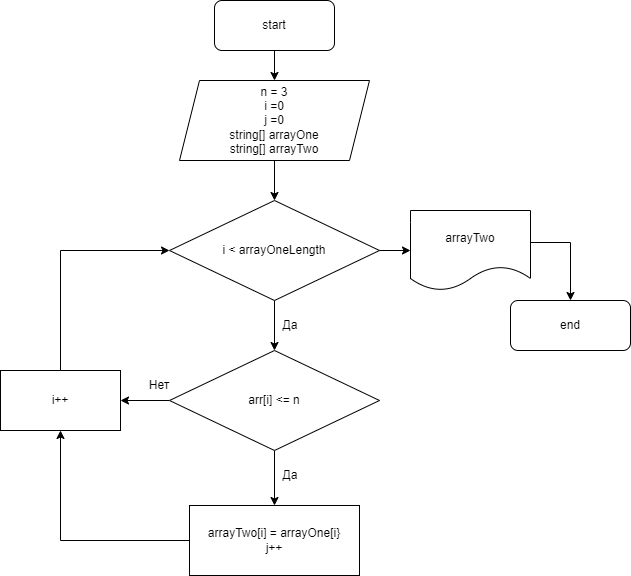 start
n = 3
i =0
j =0
string[] arrayOne
string[] arrayTwo
i < arrayOneLength
arrayTwo
end
Да
arr[i] <= n
Нет
i++
Да
arrayTwo[i] = arrayOne[i}
j++